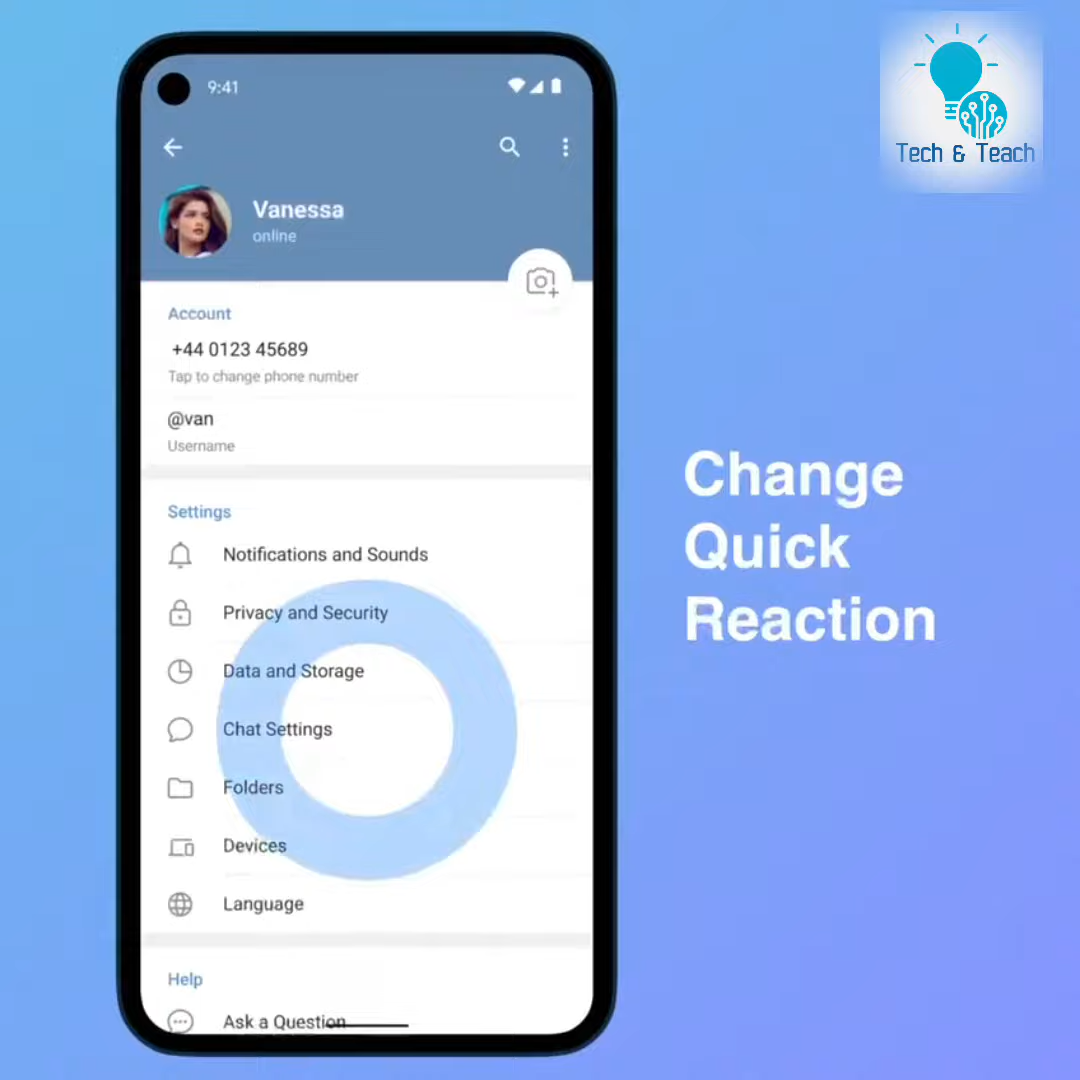 9:41
Tech & Teach
Vanessa
online
Account
+44 0123 45689
Tap to change phone number
@van
Username
Settings
Notifications and Sounds
Privacy and Security
Data and Storage
Chat Settings
Folders
Devices
Language
Help
Ask a Question
Change
Quick
Reaction